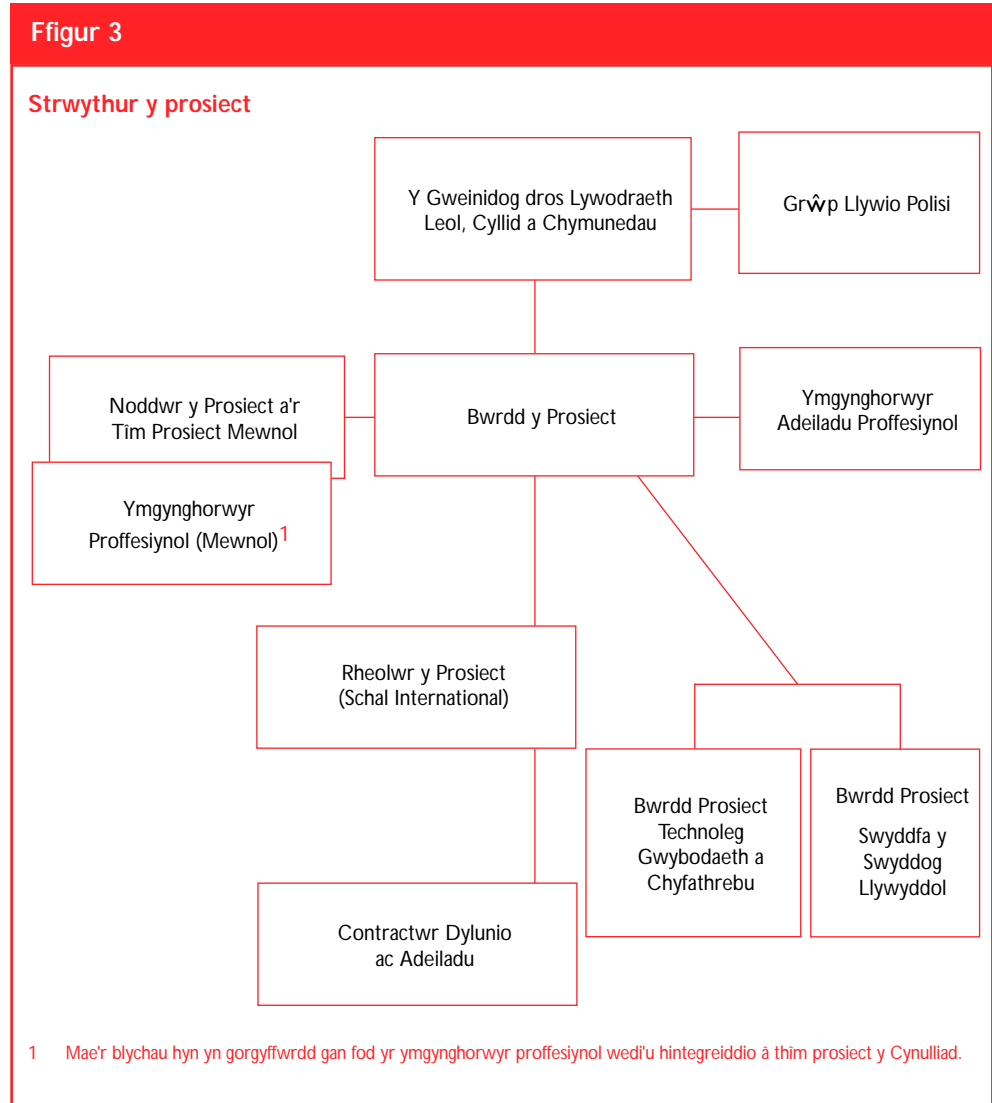 Ffigur 3
Strwythur y prosiect
Y Gweinidog dros Lywodraeth
Leol, Cyllid a Chymunedau
Grŵp Llywio Polisi
Noddwr y Prosiect a'r
Tîm Prosiect Mewnol
Bwrdd y Prosiect
Ymgynghorwyr
Adeiladu Proffesiynol
Ymgynghorwyr
Proffesiynol (Mewnol)1
Rheolwr y Prosiect
(Schal International)
Bwrdd Prosiect
Technoleg
Gwybodaeth a
Chyfathrebu
Bwrdd Prosiect
Swyddfa y
Swyddog
Llywyddol
Contractwr Dylunio
ac Adeiladu
1 Mae'r blychau hyn yn gorgyffwrdd gan fod yr ymgynghorwyr proffesiynol wedi'u hintegreiddio â thîm prosiect y Cynulliad.